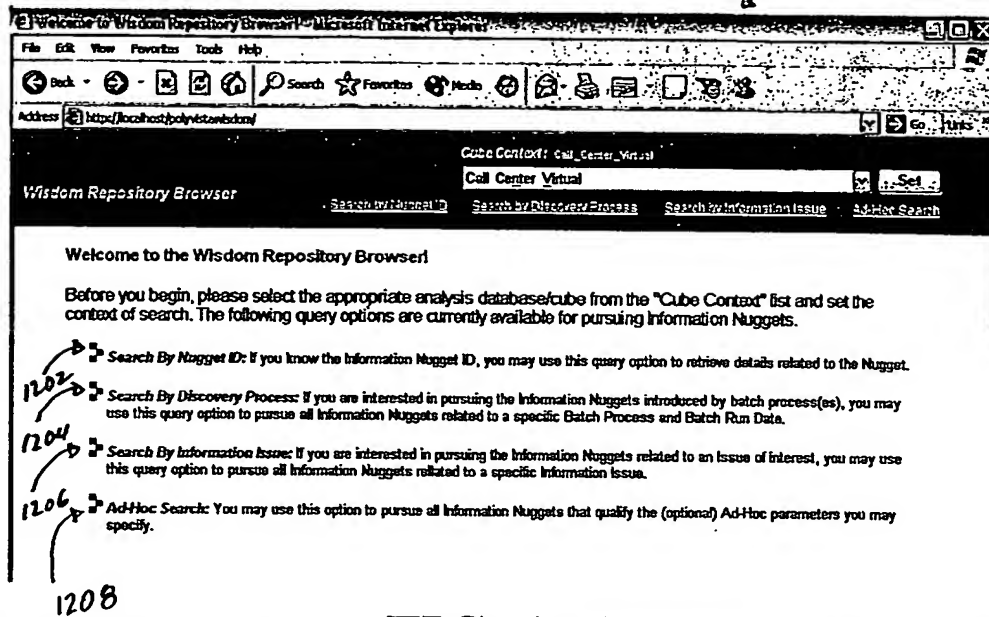 Welcome to Wisdom Repository Browser! - Microsoft Internet Explorer
File Edit View Favorites Tools Help
Back Search Favorites Media
Address http://localhost/polyvistawisdom/ Go Links
Cube Context: Call_Center_Virtual
Call Center Virtual Set
Wisdom Repository Browser
Search by Nugget ID Search by Discovery Process Search by Information Issue Ad-Hoc Search
Welcome to the Wisdom Repository Browser!
Before you begin, please select the appropriate analysis database/cube from the "Cube Context" list and set the
context of search. The following query options are currently available for pursuing Information Nuggets.
Search By Nugget ID: If you know the Information Nugget ID, you may use this query option to retrieve details related to the Nugget.
1202
Search By Discovery Process: If you are interested in pursuing the Information Nuggets introduced by batch process(es), you may
use this query option to pursue all Information Nuggets related to a specific Batch Process and Batch Run Date.
1204
Search By Information Issue: If you are interested in pursuing the Information Nuggets related to an Issue of interest, you may use
this query option to pursue all Information Nuggets related to a specific Information Issue.
1206
Ad-Hoc Search: You may use this option to pursue all Information Nuggets that qualify the (optional) Ad-Hoc parameters you may
specify.
1208